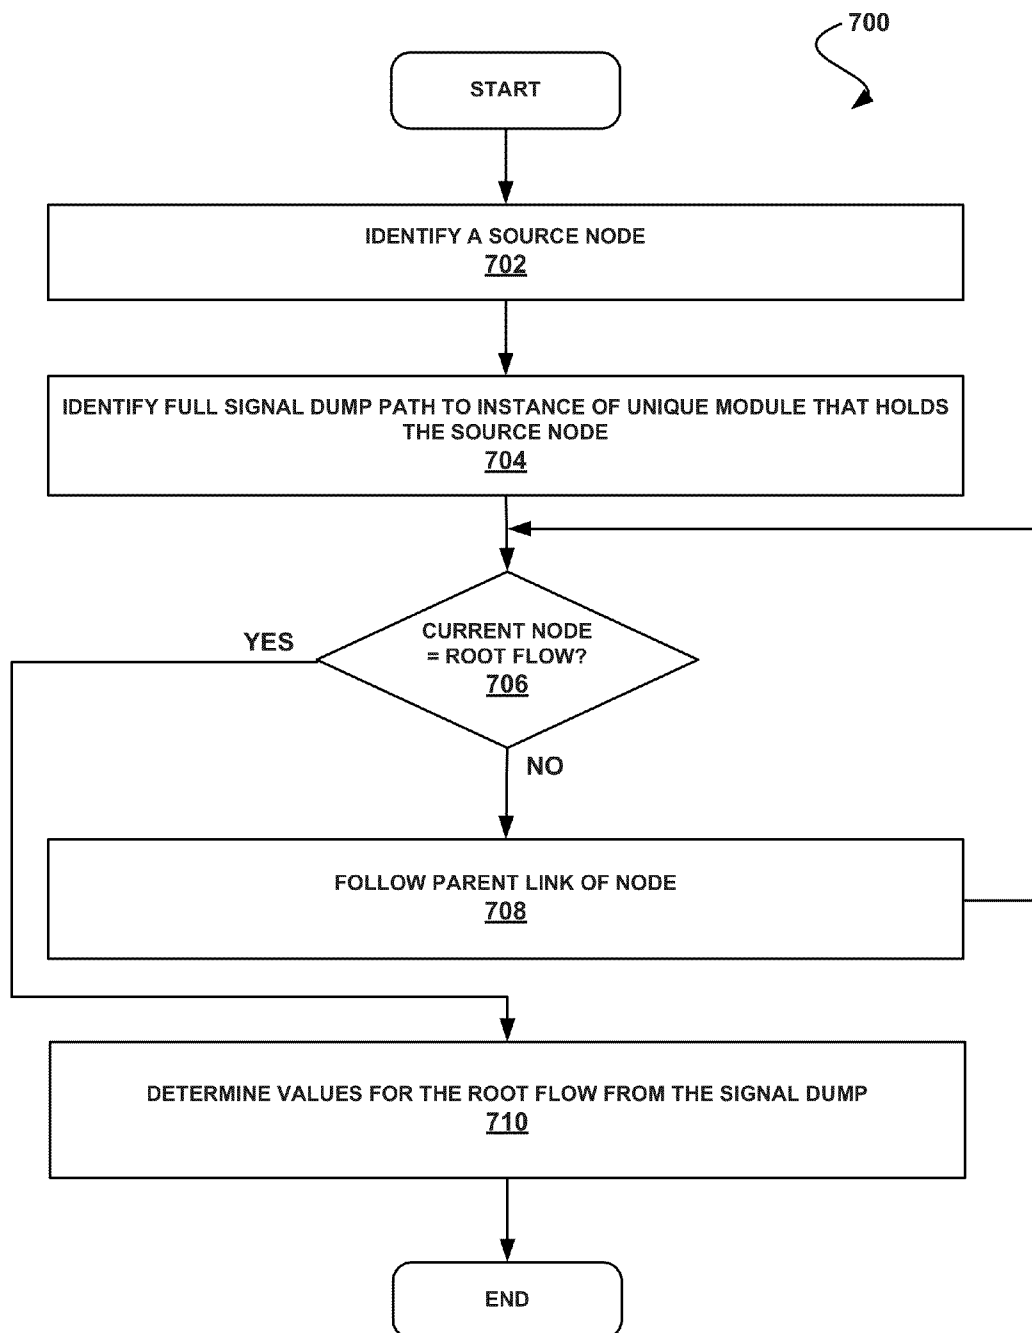 700
START
IDENTIFY A SOURCE NODE
702
IDENTIFY FULL SIGNAL DUMP PATH TO INSTANCE OF UNIQUE MODULE THAT HOLDS
THE SOURCE NODE
704
CURRENT NODE
= ROOT FLOW?
706
YES
NO
FOLLOW PARENT LINK OF NODE
708
DETERMINE VALUES FOR THE ROOT FLOW FROM THE SIGNAL DUMP
710
END